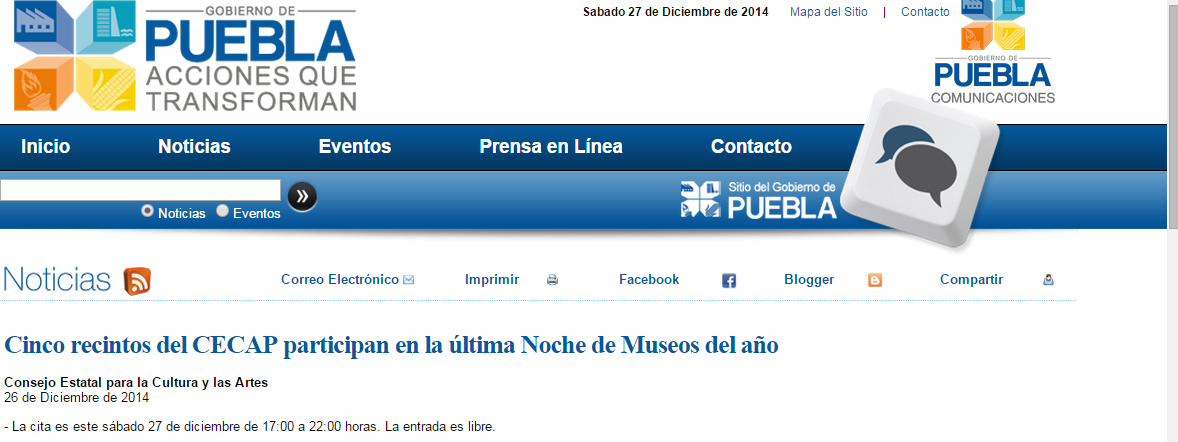 GOBIERNO DE
PUEBLA
ACCIONES QUE
TRANSFORMAN
Sabado 27 de Diciembre de 2014 Mapa del Sitio | Contacto
GOBIERNO DE
PUEBLA
COMUNICACIONES
Inicio Noticias Eventos Prensa en Línea Contacto
»
Noticias Eventos
Sitio del Gobierno de
PUEBLA
Noticias Correo Electrónico Imprimir Facebook Blogger Compartir
Cinco recintos del CECAP participan en la última Noche de Museos del año
Consejo Estatal para la Cultura y las Artes
26 de Diciembre de 2014
- La cita es este sábado 27 de diciembre de 17:00 a 22:00 horas. La entrada es libre.